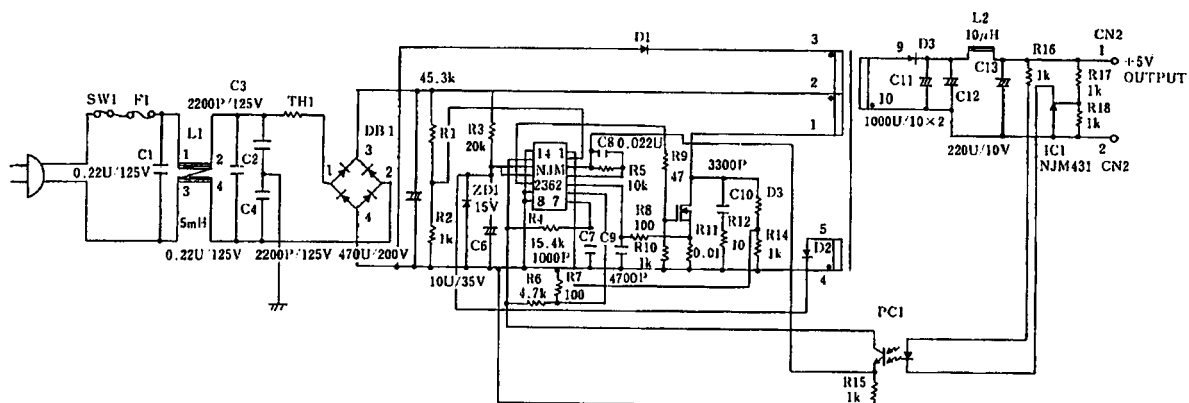 L2
10μH
CN2
D1
3
9
D3
R16
1
+5V
OUTPUT
C11
C13
1k
R17
1k
C12
R18
1k
10
1000U/10×2
220U/10V
IC1
NJM431
2
CN2
45.3k
2
C3
2200P/125V
SW1
F1
TH1
DB1
L1
1
2
3
4
C1
C2
C4
0.22U/125V
5mH
0.22U/125V
2200P/125V
470U/200V
3
1
2
4
R1
R3
20k
14
1
NJM
2362
8
7
C8
0.022U
R5
10k
R9
47
1
3300P
ZD1
15V
R2
1k
C6
R4
15.4k
1000P
C7
C9
R8
100
R10
1k
R11
0.01
C10
R12
10
D3
R14
1k
5
D2
4
10U/35V
R6
4.7k
R7
100
4700P
PC1
R15
1k